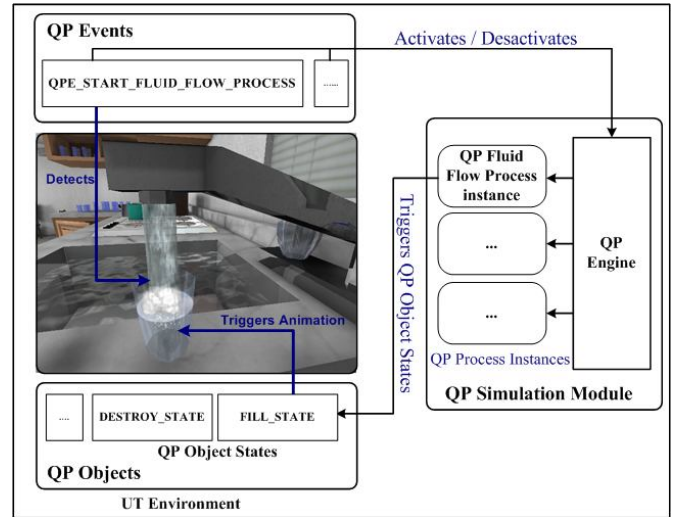 QP Events
Activates / Desactivates
QPE_START_FLUID_FLOW_PROCESS
......
Detects
QP Fluid
Flow Process
instance
...
...
QP
Engine
Triggers QP Object States
Triggers Animation
QP Process Instances
QP Simulation Module
....
DESTROY_STATE
FILL_STATE
QP Object States
QP Objects
UT Environment